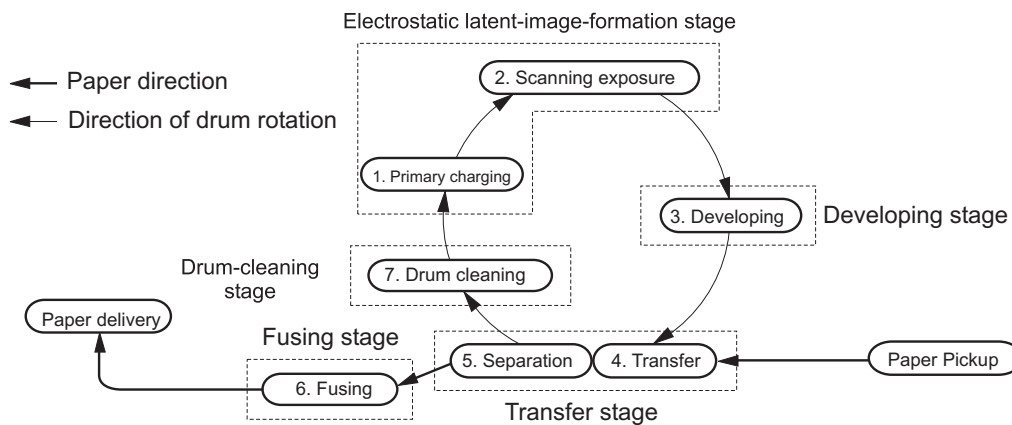 Electrostatic latent-image-formation stage
Paper direction
Direction of drum rotation
2. Scanning exposure
1. Primary charging
3. Developing
Developing stage
7. Drum cleaning
Drum-cleaning
stage
Paper delivery
Fusing stage
6. Fusing
5. Separation
4. Transfer
Paper Pickup
Transfer stage